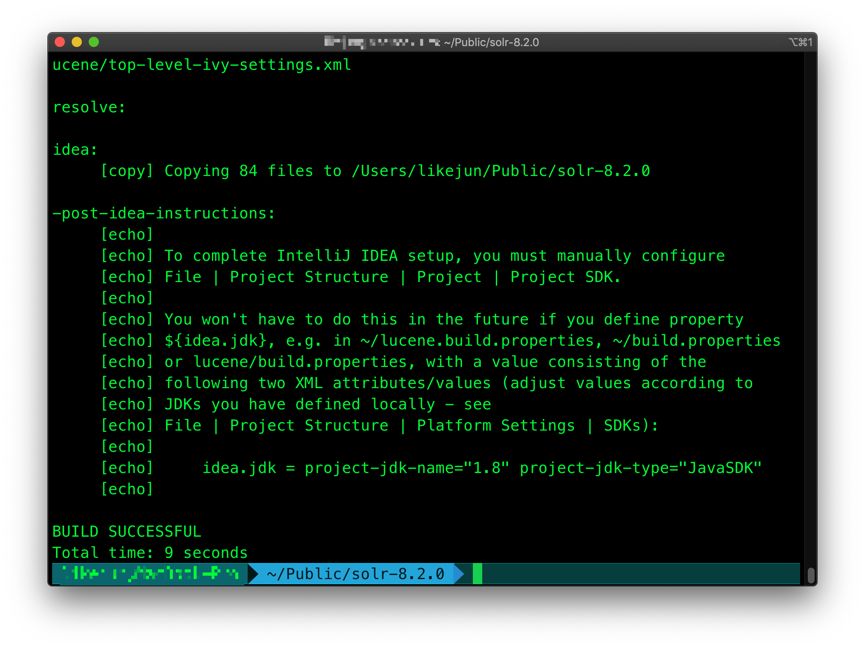 ~/Public/solr-8.2.0 ⌥⌘1
ucene/top-level-ivy-settings.xml
resolve:
idea:
[copy] Copying 84 files to /Users/likejun/Public/solr-8.2.0
-post-idea-instructions:
[echo]
[echo] To complete IntelliJ IDEA setup, you must manually configure
[echo] File | Project Structure | Project | Project SDK.
[echo]
[echo] You won't have to do this in the future if you define property
[echo] ${idea.jdk}, e.g. in ~/lucene.build.properties, ~/build.properties
[echo] or lucene/build.properties, with a value consisting of the
[echo] following two XML attributes/values (adjust values according to
[echo] JDKs you have defined locally - see
[echo] File | Project Structure | Platform Settings | SDKs):
[echo]
[echo] idea.jdk = project-jdk-name="1.8" project-jdk-type="JavaSDK"
[echo]
BUILD SUCCESSFUL
Total time: 9 seconds
~/Public/solr-8.2.0